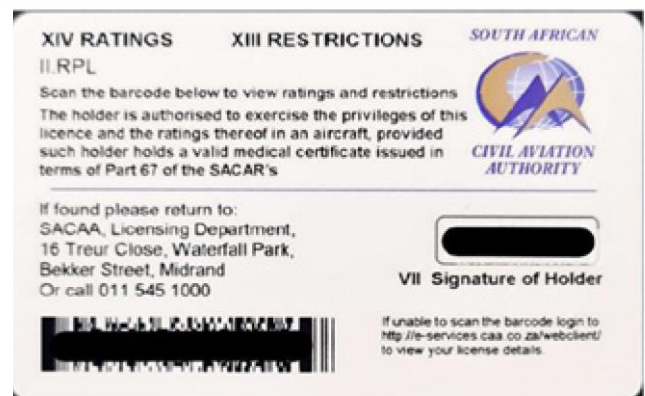 XIV RATINGS XIII RESTRICTIONS
SOUTH AFRICAN
II.RPL
Scan the barcode below to view ratings and restrictions
The holder is authorised to exercise the privileges of this
licence and the ratings thereof in an aircraft, provided
such holder holds a valid medical certificate issued in
terms of Part 67 of the SACAR's
CIVIL AVIATION
AUTHORITY
If found please return to:
SACAA, Licensing Department,
16 Treur Close, Waterfall Park,
Bekker Street, Midrand
Or call 011 545 1000
VII Signature of Holder
If unable to scan the barcode login to
http://e-services.caa.co.za/webclient/
to view your license details.